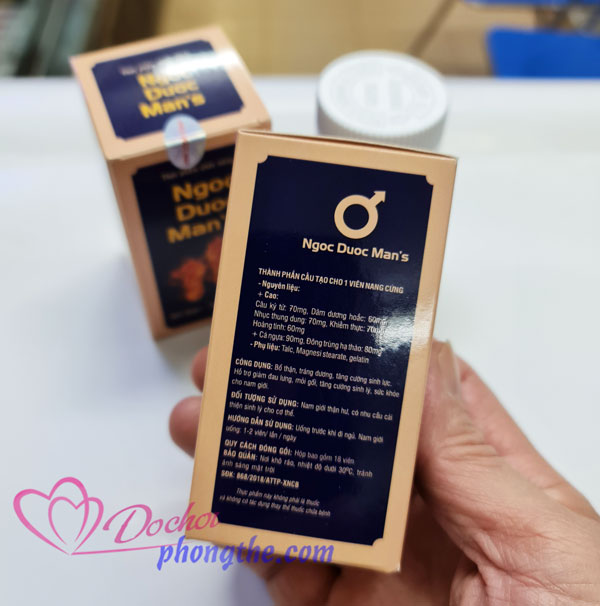 Ngoc
Duoc
Man's
Ngoc
Duoc
Man's
Ngoc Duoc Man's
THÀNH PHẦN CẤU TẠO CHO 1 VIÊN NANG CỨNG
- Nguyên liệu:
+ Cao:
Câu kỷ tử: 70mg, Dâm dương hoắc: 60mg
Nhục thung dung: 70mg, Khiếm thực: 70mg
Hoàng tinh: 60mg
+ Cá ngựa: 90mg, Đông trùng hạ thảo: 80mg
- Phụ liệu: Talc, Magnesi stearate, gelatin
CÔNG DỤNG: Bổ thận, tráng dương, tăng cường sinh lực.
Hỗ trợ giảm đau lưng, mỏi gối, tăng cường sinh lý, sức khỏe
cho nam giới.
ĐỐI TƯỢNG SỬ DỤNG: Nam giới thận hư, có nhu cầu cải
thiện sinh lý cho cơ thể.
HƯỚNG DẪN SỬ DỤNG: Uống trước khi đi ngủ. Nam giới
uống: 1-2 viên/ lần / ngày
QUY CÁCH ĐÓNG GÓI: Hộp bao gồm 18 viên
BẢO QUẢN: Nơi khô ráo, nhiệt độ dưới 30ºC, tránh
ánh sáng mặt trời
SĐK: 868/2018/ATTP-XNCB
Thực phẩm này không phải là thuốc
và không có tác dụng thay thế thuốc chữa bệnh
Dochoi
phongthe.com